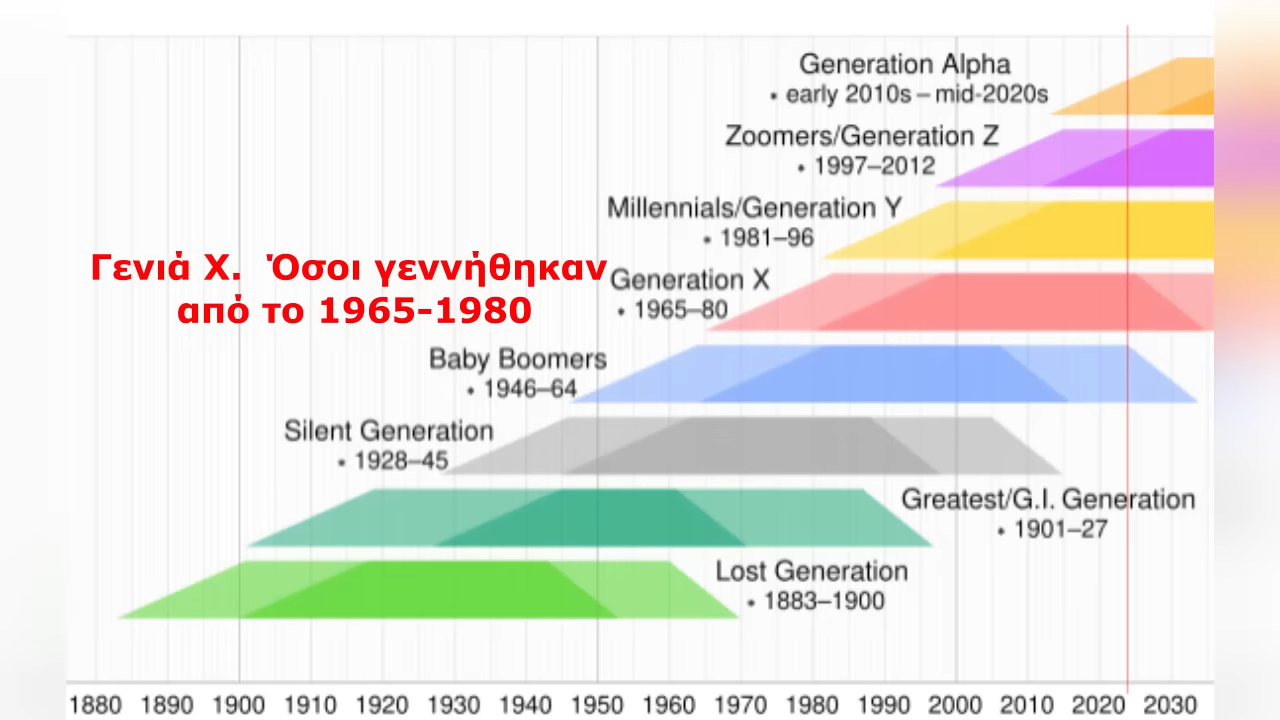 Generation Alpha
• early 2010s – mid-2020s
Zoomers/Generation Z
• 1997–2012
Millennials/Generation Y
• 1981–96
Γενιά Χ.  Όσοι γεννήθηκαν
από το 1965-1980
Generation X
• 1965–80
Baby Boomers
• 1946–64
Silent Generation
• 1928–45
Greatest/G.I. Generation
• 1901–27
Lost Generation
• 1883–1900
1880 1890 1900 1910 1920 1930 1940 1950 1960 1970 1980 1990 2000 2010 2020 2030